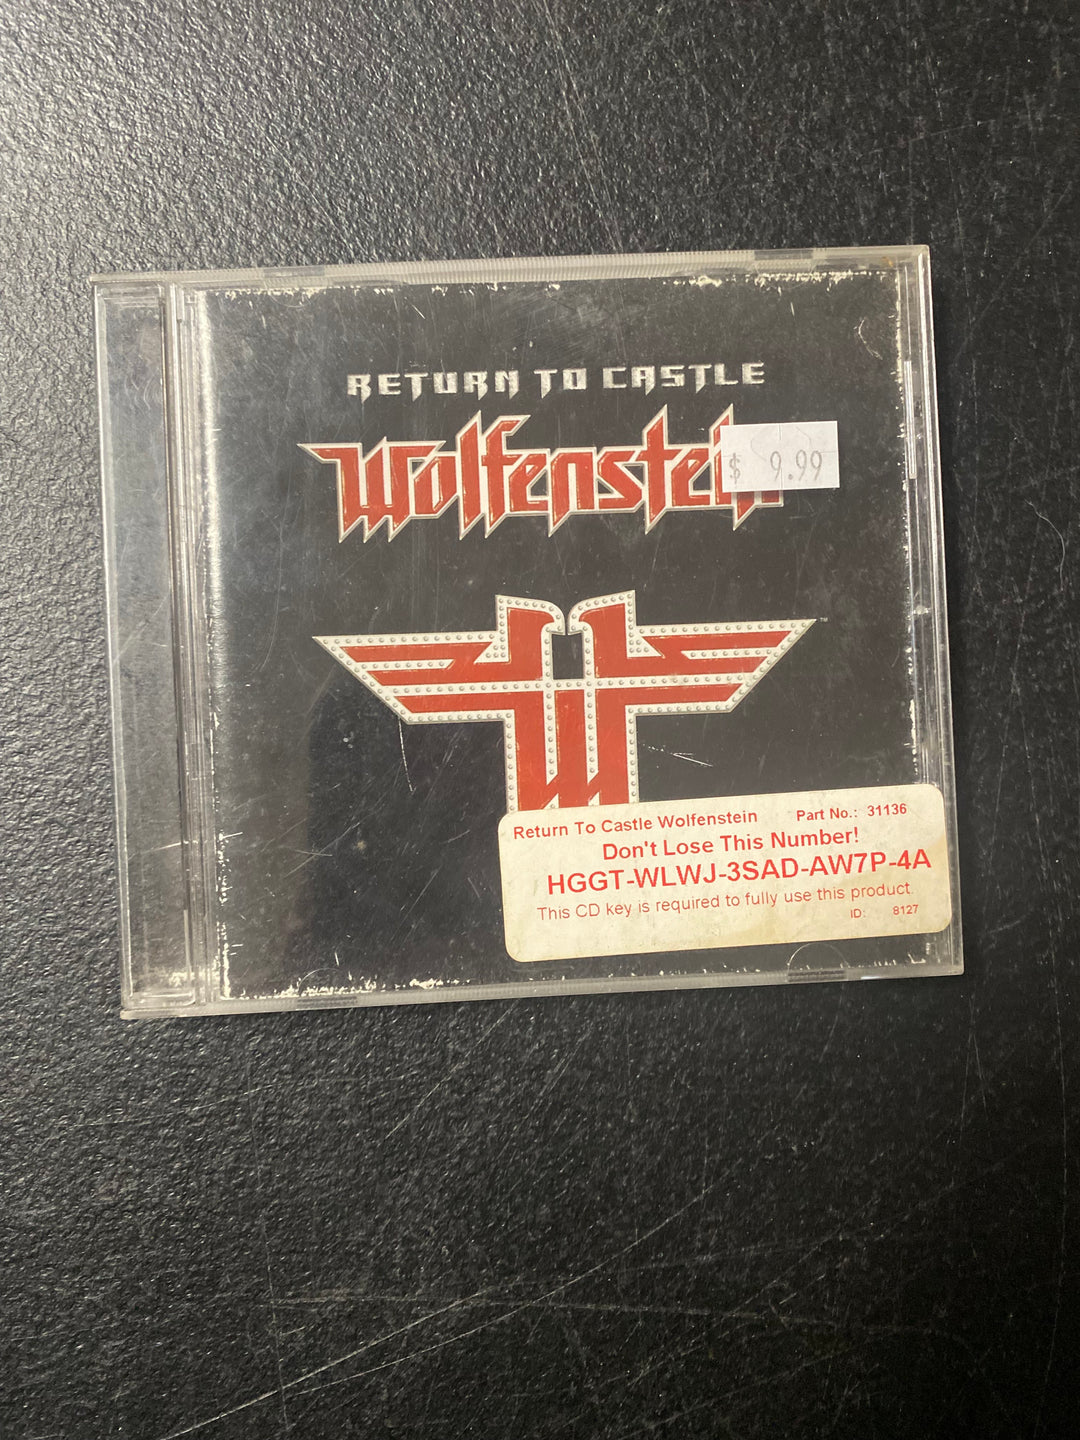 RETURN TO CASTLE
Wolfenstein
$ 9.99
TM
Return To Castle Wolfenstein Part No.: 31136
Don't Lose This Number!
HGGT-WLWJ-3SAD-AW7P-4A
This CD key is required to fully use this product.
ID: 8127